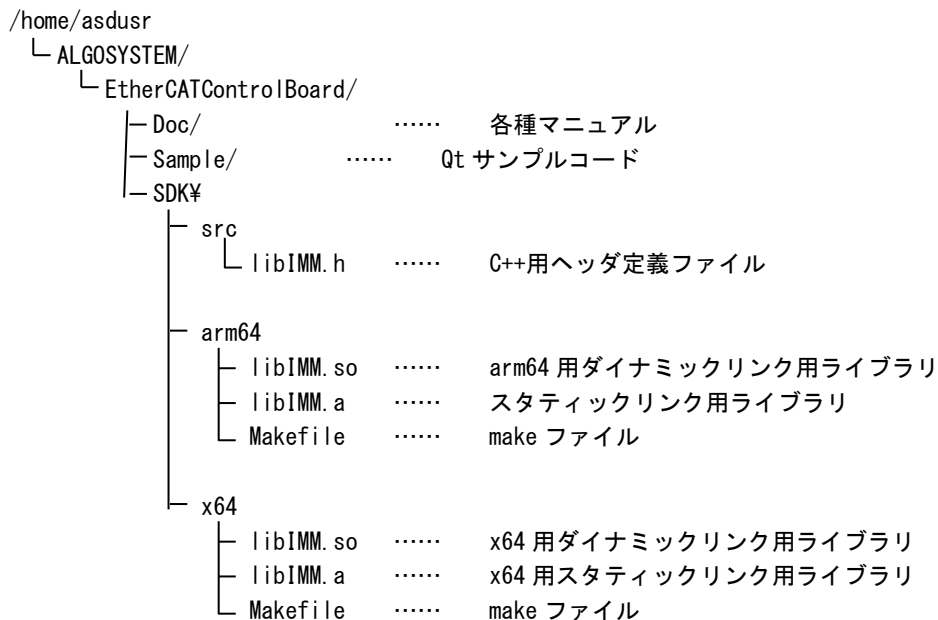 /home/asdusr
ALGOSYSTEM/
EtherCATControlBoard/
Doc/ …… 各種マニュアル
Sample/ …… Qt サンプルコード
SDK¥
src
libIMM.h …… C++用ヘッダ定義ファイル
arm64
libIMM.so …… arm64 用ダイナミックリンク用ライブラリ
libIMM.a …… スタティックリンク用ライブラリ
Makefile …… make ファイル
x64
libIMM.so …… x64 用ダイナミックリンク用ライブラリ
libIMM.a …… x64 用スタティックリンク用ライブラリ
Makefile …… make ファイル